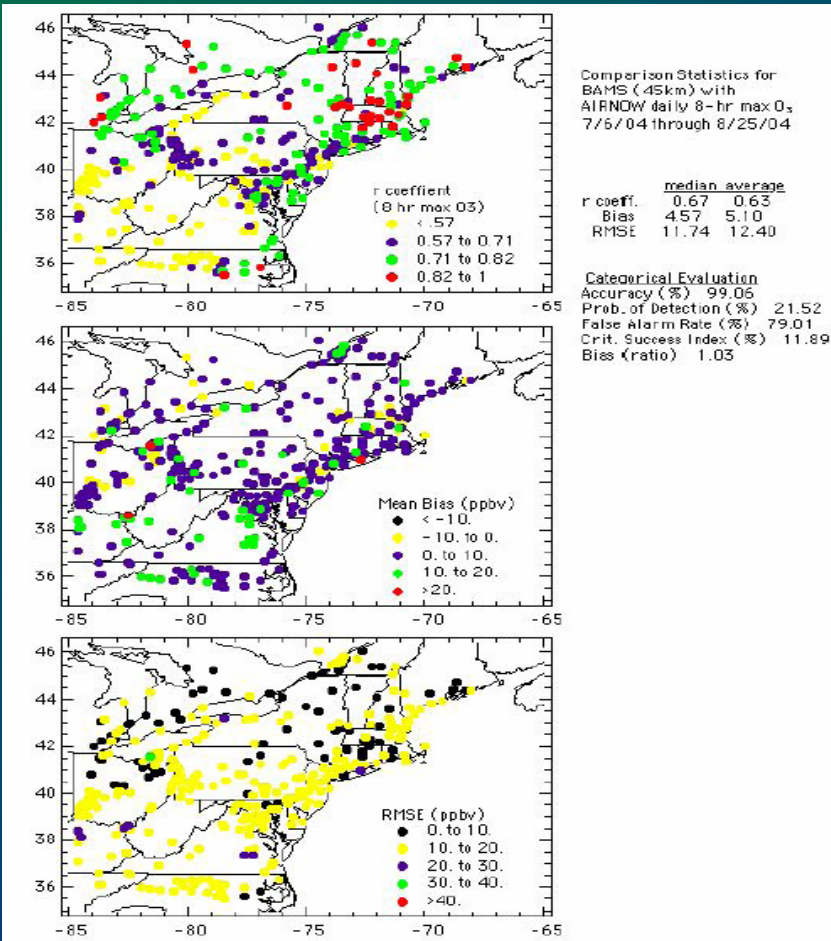 Comparison Statistics for
BAMS (45km) with
AIRNOW daily 8-hr max O₃
7/6/04 through 8/25/04
median average
r coeff. 0.67 0.63
Bias 4.57 5.10
RMSE 11.74 12.40
Categorical Evaluation
Accuracy (%) 99.06
Prob. of Detection (%) 21.52
False Alarm Rate (%) 79.01
Crit. Success Index (%) 11.89
Bias (ratio) 1.03
46
44
42
40
38
36
r coeffient
(8 hr max O3)
< .57
0.57 to 0.71
0.71 to 0.82
0.82 to 1
-85 -80 -75 -70 -65
46
44
42
40
38
36
Mean Bias (ppbv)
< -10.
-10. to 0.
0. to 10.
10. to 20.
>20.
-85 -80 -75 -70 -65
46
44
42
40
38
36
RMSE (ppbv)
0. to 10.
10. to 20.
20. to 30.
30. to 40.
>40.
-85 -80 -75 -70 -65